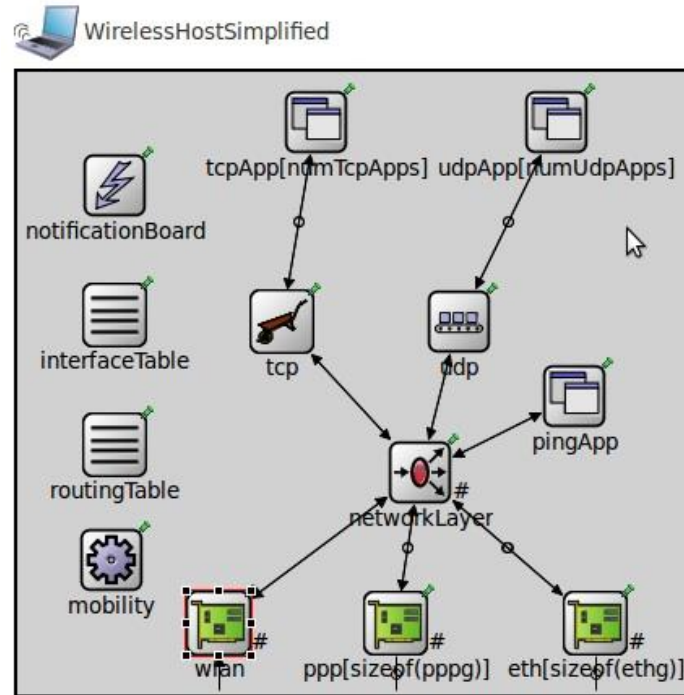 WirelessHostSimplified
tcpApp[numTcpApps] udpApp[numUdpApps]
notificationBoard
interfaceTable
tcp
udp
pingApp
routingTable
#
networkLayer
mobility
#
#
#
wlan
ppp[sizeof(pppg)]
eth[sizeof(ethg)]